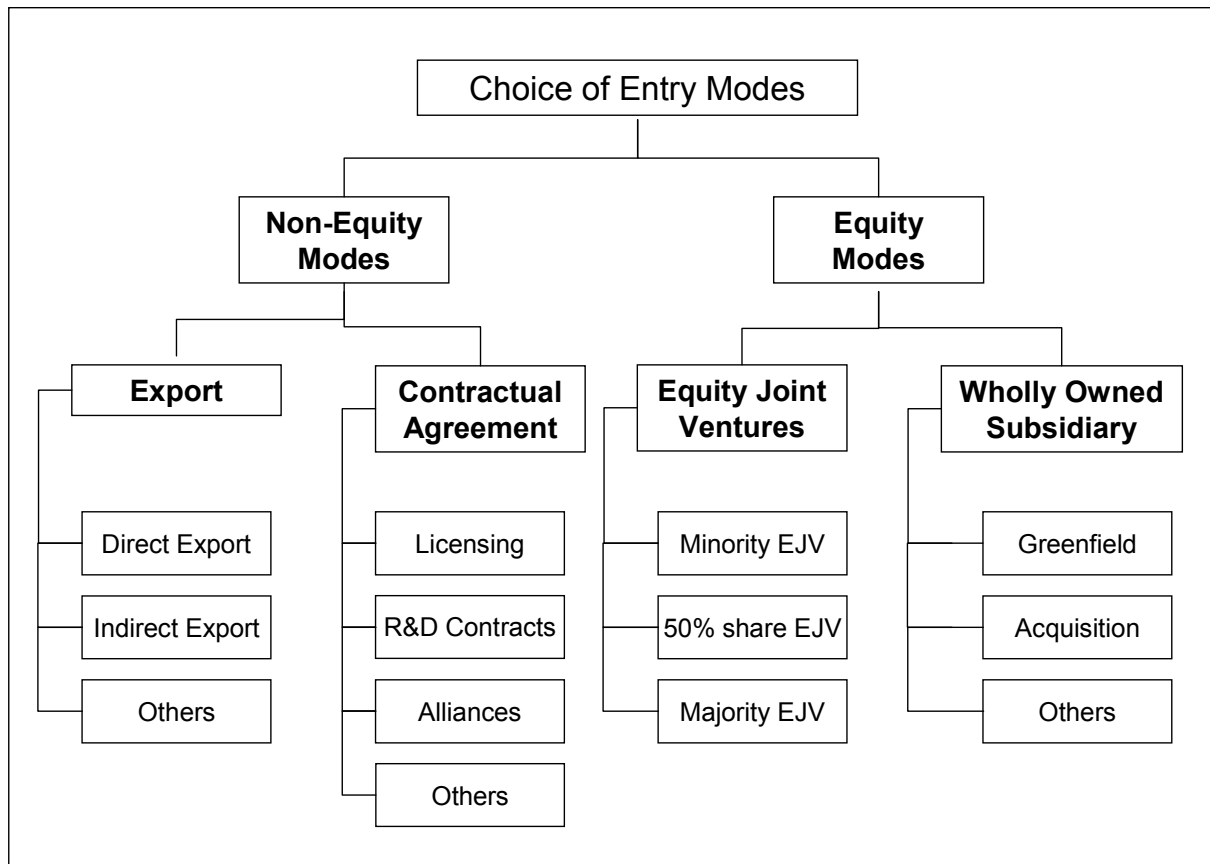 Choice of Entry Modes
Non-Equity
Modes
Equity
Modes
Export
Contractual
Agreement
Equity Joint
Ventures
Wholly Owned
Subsidiary
Direct Export
Indirect Export
Others
Licensing
R&D Contracts
Alliances
Others
Minority EJV
50% share EJV
Majority EJV
Greenfield
Acquisition
Others